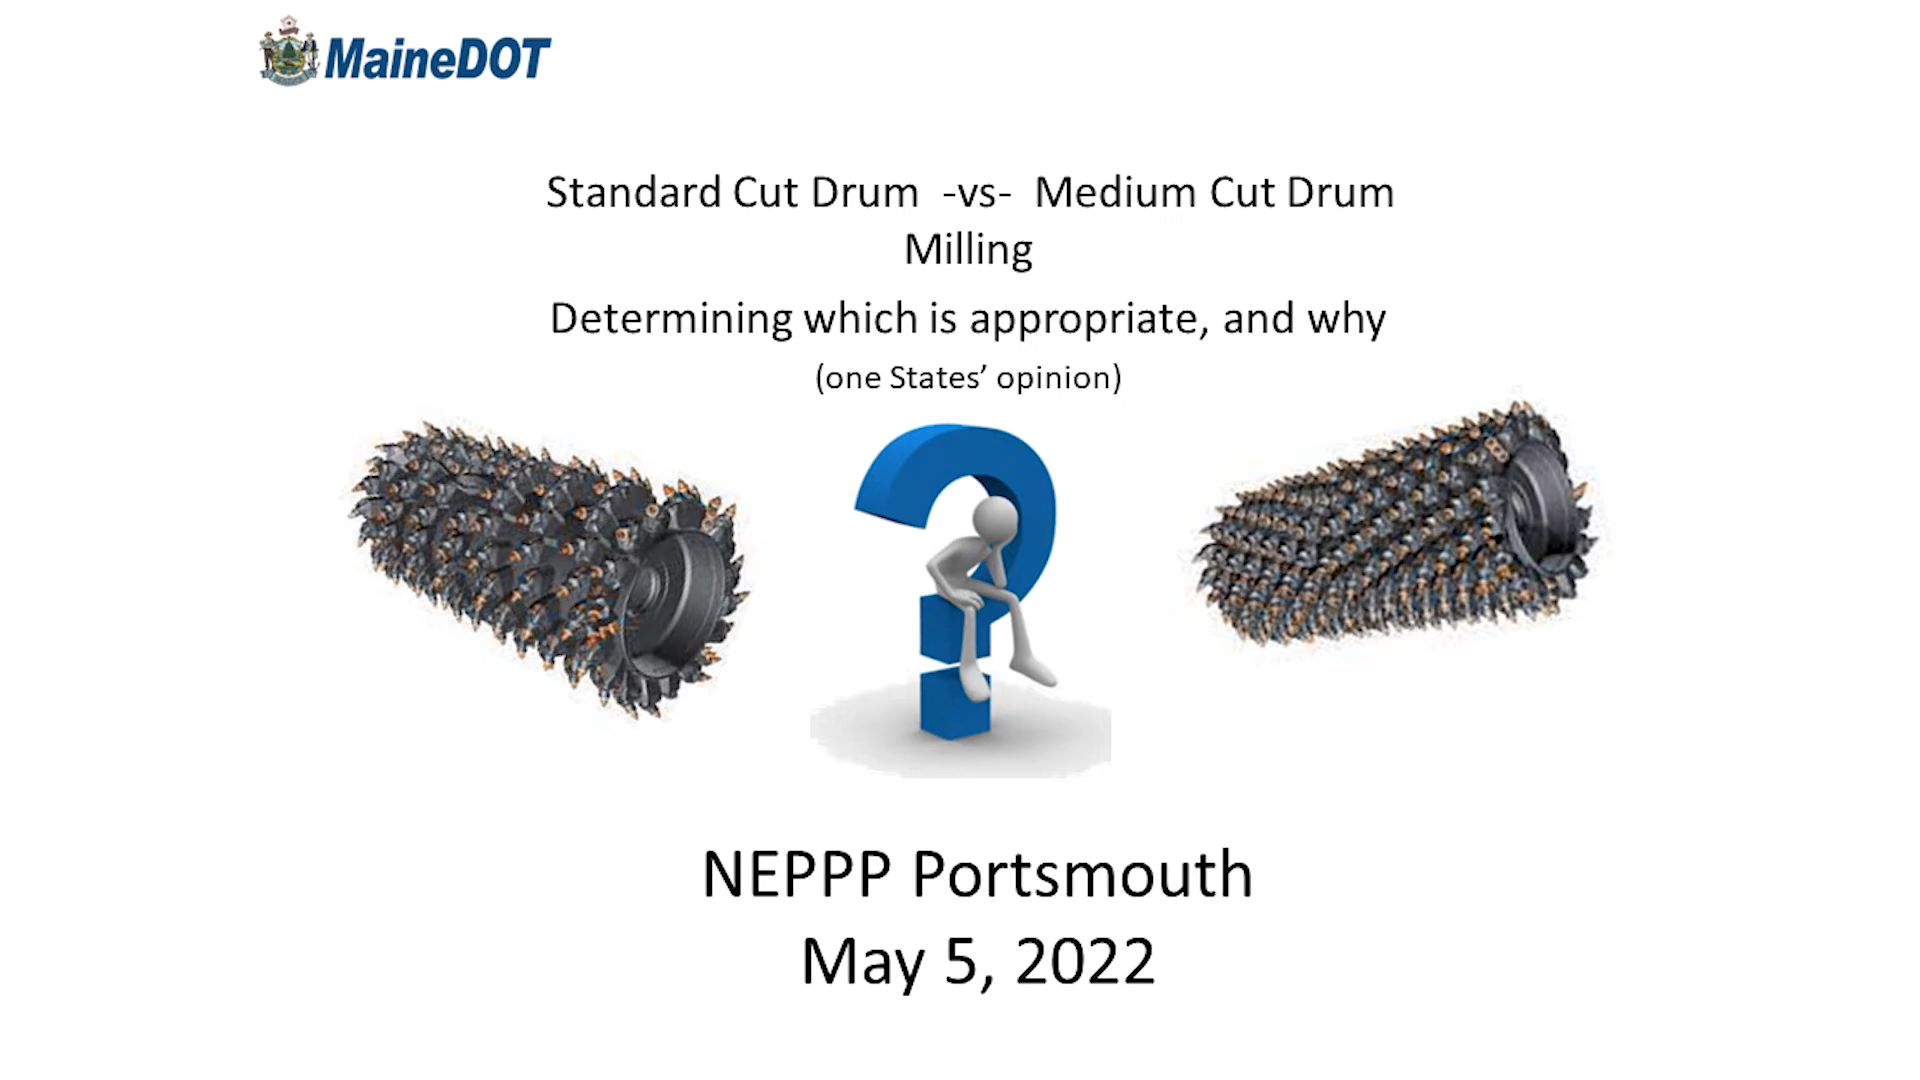 MaineDOT
Standard Cut Drum -vs- Medium Cut Drum
Milling
Determining which is appropriate, and why
(one States’ opinion)
NEPPP Portsmouth
May 5, 2022